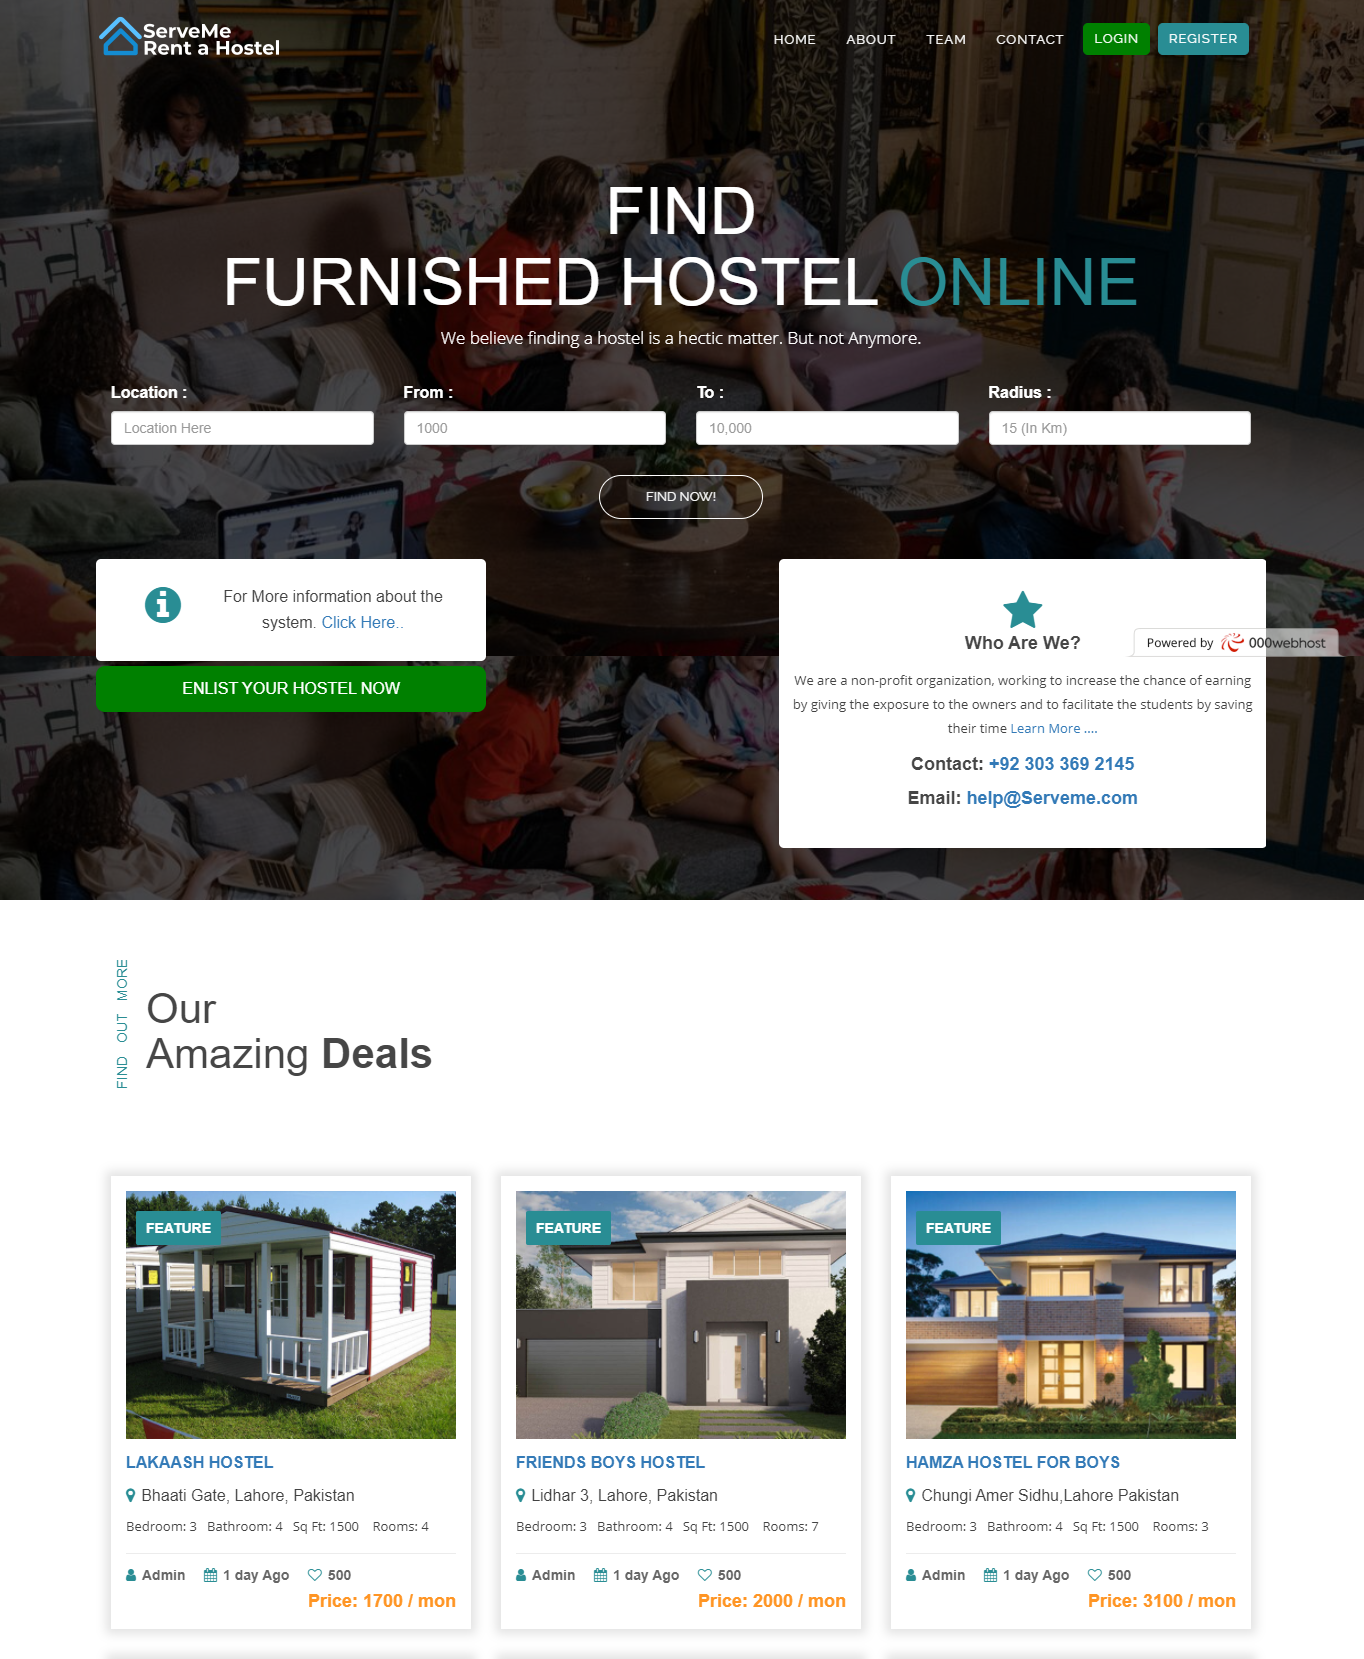 ServeMe
Rent a Hostel
HOME
ABOUT
TEAM
CONTACT
LOGIN
REGISTER
FIND
FURNISHED HOSTEL ONLINE
We believe finding a hostel is a hectic matter. But not Anymore.
Location :
From :
To :
Radius :
Location Here
1000
10,000
15 (In Km)
FIND NOW!
For More information about the
system. Click Here..
ENLIST YOUR HOSTEL NOW
Who Are We?
Powered by 000webhost
We are a non-profit organization, working to increase the chance of earning
by giving the exposure to the owners and to facilitate the students by saving
their time Learn More ....
Contact: +92 303 369 2145
Email: help@Serveme.com
FIND OUT MORE
Our
Amazing Deals
FEATURE
LAKAASH HOSTEL
Bhaati Gate, Lahore, Pakistan
Bedroom: 3 Bathroom: 4 Sq Ft: 1500 Rooms: 4
Admin 1 day Ago 500
Price: 1700 / mon
FEATURE
FRIENDS BOYS HOSTEL
Lidhar 3, Lahore, Pakistan
Bedroom: 3 Bathroom: 4 Sq Ft: 1500 Rooms: 7
Admin 1 day Ago 500
Price: 2000 / mon
FEATURE
HAMZA HOSTEL FOR BOYS
Chungi Amer Sidhu,Lahore Pakistan
Bedroom: 3 Bathroom: 4 Sq Ft: 1500 Rooms: 3
Admin 1 day Ago 500
Price: 3100 / mon